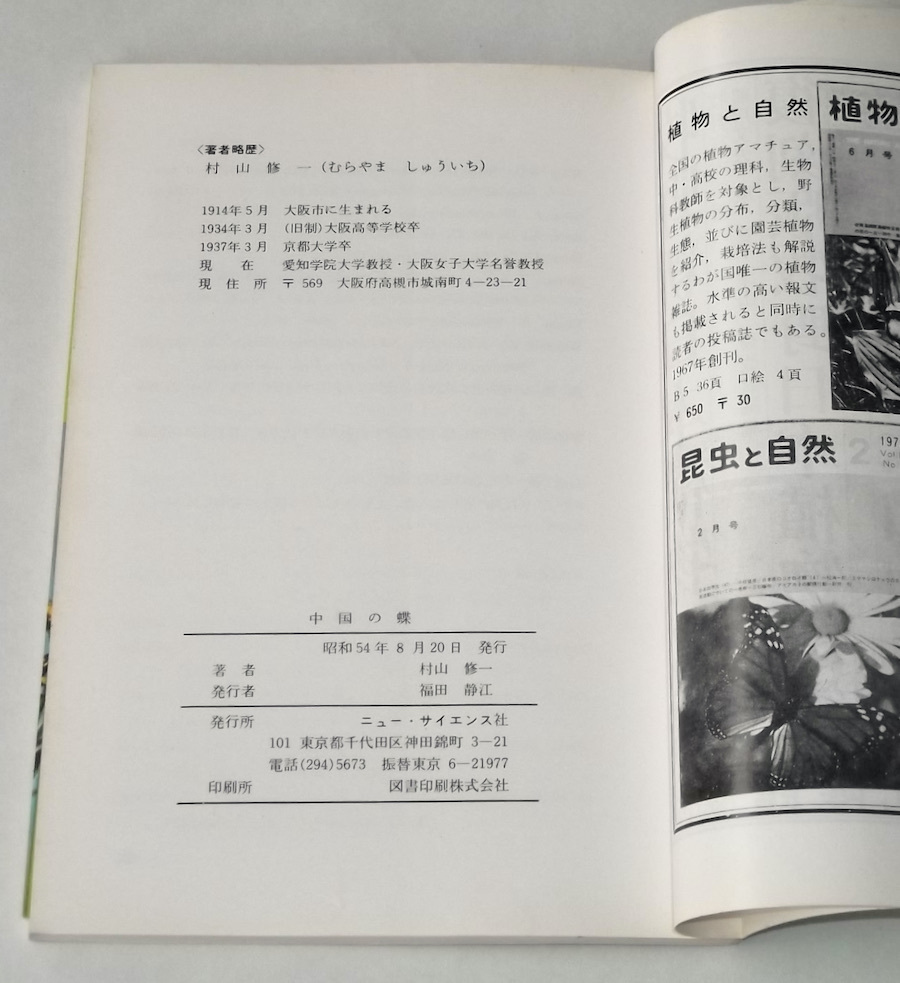 〈著者略歴〉
村 山 修 一 (むらやま しゅういち)
1914年5月 大阪市に生まれる
1934年3月 (旧制)大阪高等学校卒
1937年3月 京都大学卒
現 在 愛知学院大学教授・大阪女子大学名誉教授
現 住 所 〒569 大阪府高槻市城南町4—23—21
中 国 の 蝶
昭和54年 8 月20日 発行
著 者 村山 修一
発行者 福田 静江
発行所 ニュー・サイエンス社
101 東京都千代田区神田錦町 3—21
電話(294)5673 振替東京 6—21977
印刷所 図書印刷株式会社
植 物 と 自 然
全国の植物アマチュア,
中・高校の理科, 生物
科教師を対象とし, 野
生植物の分布, 分類,
生態, 並びに園芸植物
を紹介, 栽培法も解説
するわが国唯一の植物
雑誌。水準の高い報文
も掲載されると同時に
読者の投稿誌でもある。
1967年創刊。
B5 36頁 口絵 4頁
¥ 650 〒 30
植物
6 月 号
昆虫と自然
2
197
Vol
No
2 月 号